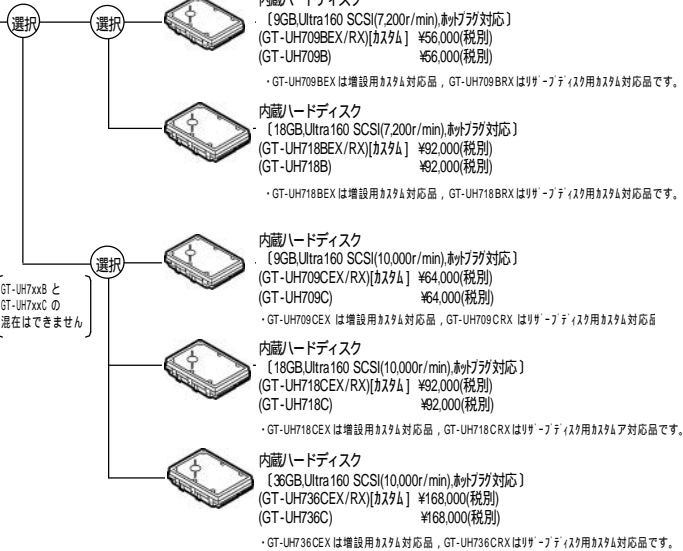 内蔵ハードディスク
選択
選択
〔9GB,Ultra160 SCSI(7,200r/min),ﾎｯﾄﾌﾟﾗｸﾞ対応〕
(GT-UH709BEX/RX)[ｶｽﾀﾑ] ¥56,000(税別)
(GT-UH709B) ¥56,000(税別)
・GT-UH709BEXは増設用ｶｽﾀﾑ対応品，GT-UH709BRXはﾘｻﾞｰﾌﾞﾃﾞｨｽｸ用ｶｽﾀﾑ対応品です。
内蔵ハードディスク
〔18GB,Ultra160 SCSI(7,200r/min),ﾎｯﾄﾌﾟﾗｸﾞ対応〕
(GT-UH718BEX/RX)[ｶｽﾀﾑ] ¥92,000(税別)
(GT-UH718B) ¥92,000(税別)
・GT-UH718BEXは増設用ｶｽﾀﾑ対応品，GT-UH718BRXはﾘｻﾞｰﾌﾞﾃﾞｨｽｸ用ｶｽﾀﾑ対応品です。
内蔵ハードディスク
選択
〔9GB,Ultra160 SCSI(10,000r/min),ﾎｯﾄﾌﾟﾗｸﾞ対応〕
(GT-UH709CEX/RX)[ｶｽﾀﾑ] ¥64,000(税別)
(GT-UH709C) ¥64,000(税別)
・GT-UH709CEX は増設用ｶｽﾀﾑ対応品，GT-UH709CRX はﾘｻﾞｰﾌﾞﾃﾞｨｽｸ用ｶｽﾀﾑ対応品
GT-UH7xxB と
GT-UH7xxC の
混在はできません
内蔵ハードディスク
〔18GB,Ultra160 SCSI(10,000r/min),ﾎｯﾄﾌﾟﾗｸﾞ対応〕
(GT-UH718CEX/RX)[ｶｽﾀﾑ] ¥92,000(税別)
(GT-UH718C) ¥92,000(税別)
・GT-UH718CEXは増設用ｶｽﾀﾑ対応品，GT-UH718CRXはﾘｻﾞｰﾌﾞﾃﾞｨｽｸ用ｶｽﾀﾑア対応品です。
内蔵ハードディスク
〔36GB,Ultra160 SCSI(10,000r/min),ﾎｯﾄﾌﾟﾗｸﾞ対応〕
(GT-UH736CEX/RX)[ｶｽﾀﾑ] ¥168,000(税別)
(GT-UH736C) ¥168,000(税別)
・GT-UH736CEXは増設用ｶｽﾀﾑ対応品，GT-UH736CRXはﾘｻﾞｰﾌﾞﾃﾞｨｽｸ用ｶｽﾀﾑ対応品です。